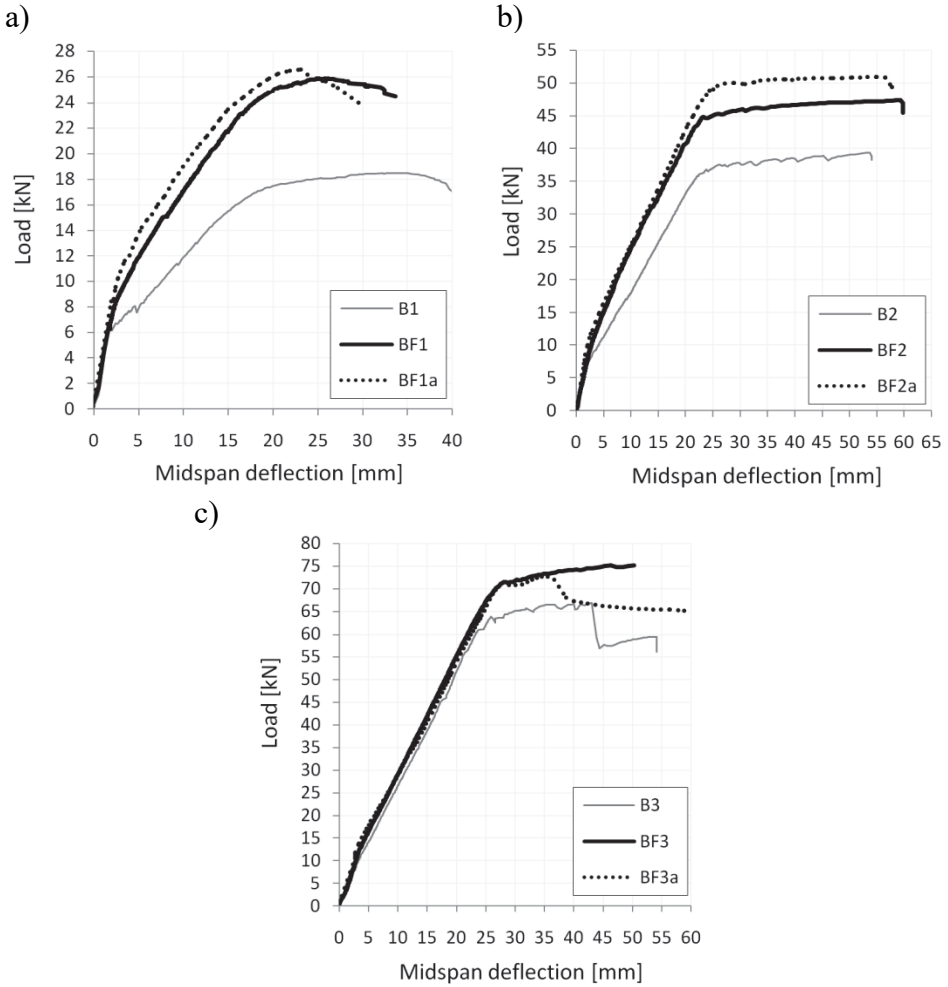 a)
28
26
24
22
20
18
16
14
12
10
8
6
4
2
0
Load [kN]
0 5 10 15 20 25 30 35 40
Midspan deflection [mm]
B1
BF1
BF1a
b)
55
50
45
40
35
30
25
20
15
10
5
0
Load [kN]
0 5 10 15 20 25 30 35 40 45 50 55 60 65
Midspan deflection [mm]
B2
BF2
BF2a
c)
80
75
70
65
60
55
50
45
40
35
30
25
20
15
10
5
0
Load [kN]
0 5 10 15 20 25 30 35 40 45 50 55 60
Midspan deflection [mm]
B3
BF3
BF3a